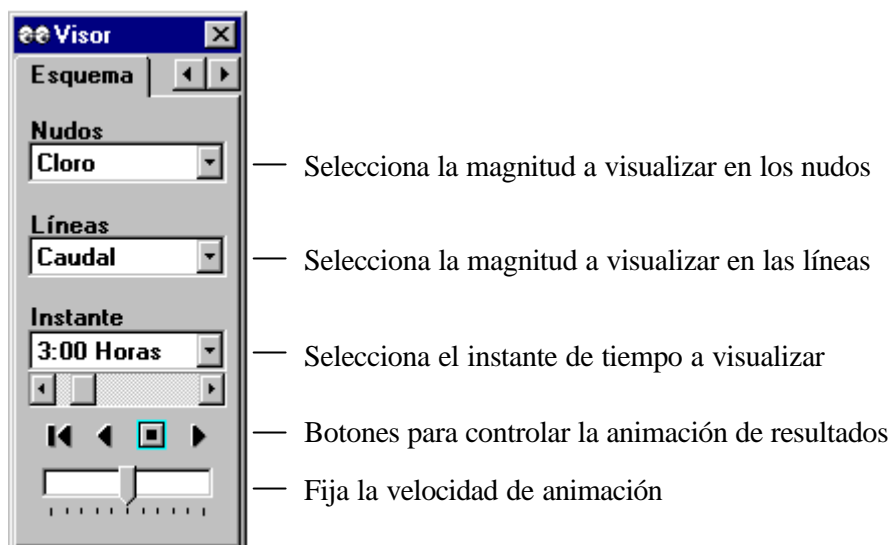 Visor
Esquema
Nudos
Cloro
Selecciona la magnitud a visualizar en los nudos
Líneas
Caudal
Selecciona la magnitud a visualizar en las líneas
Instante
3:00 Horas
Selecciona el instante de tiempo a visualizar
Botones para controlar la animación de resultados
Fija la velocidad de animación